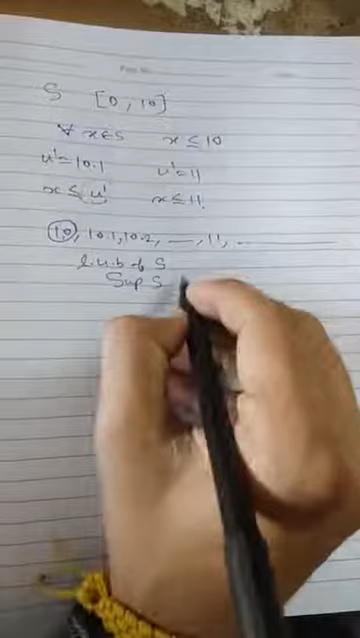 S [0, 10]
∀ x ∈ S x ≤ 10
u' = 10.1 u' = 11
x ≤ u' x ≤ 11.
10, 10.1, 10.2, —, 11, ...
l.u.b of S
Sup S